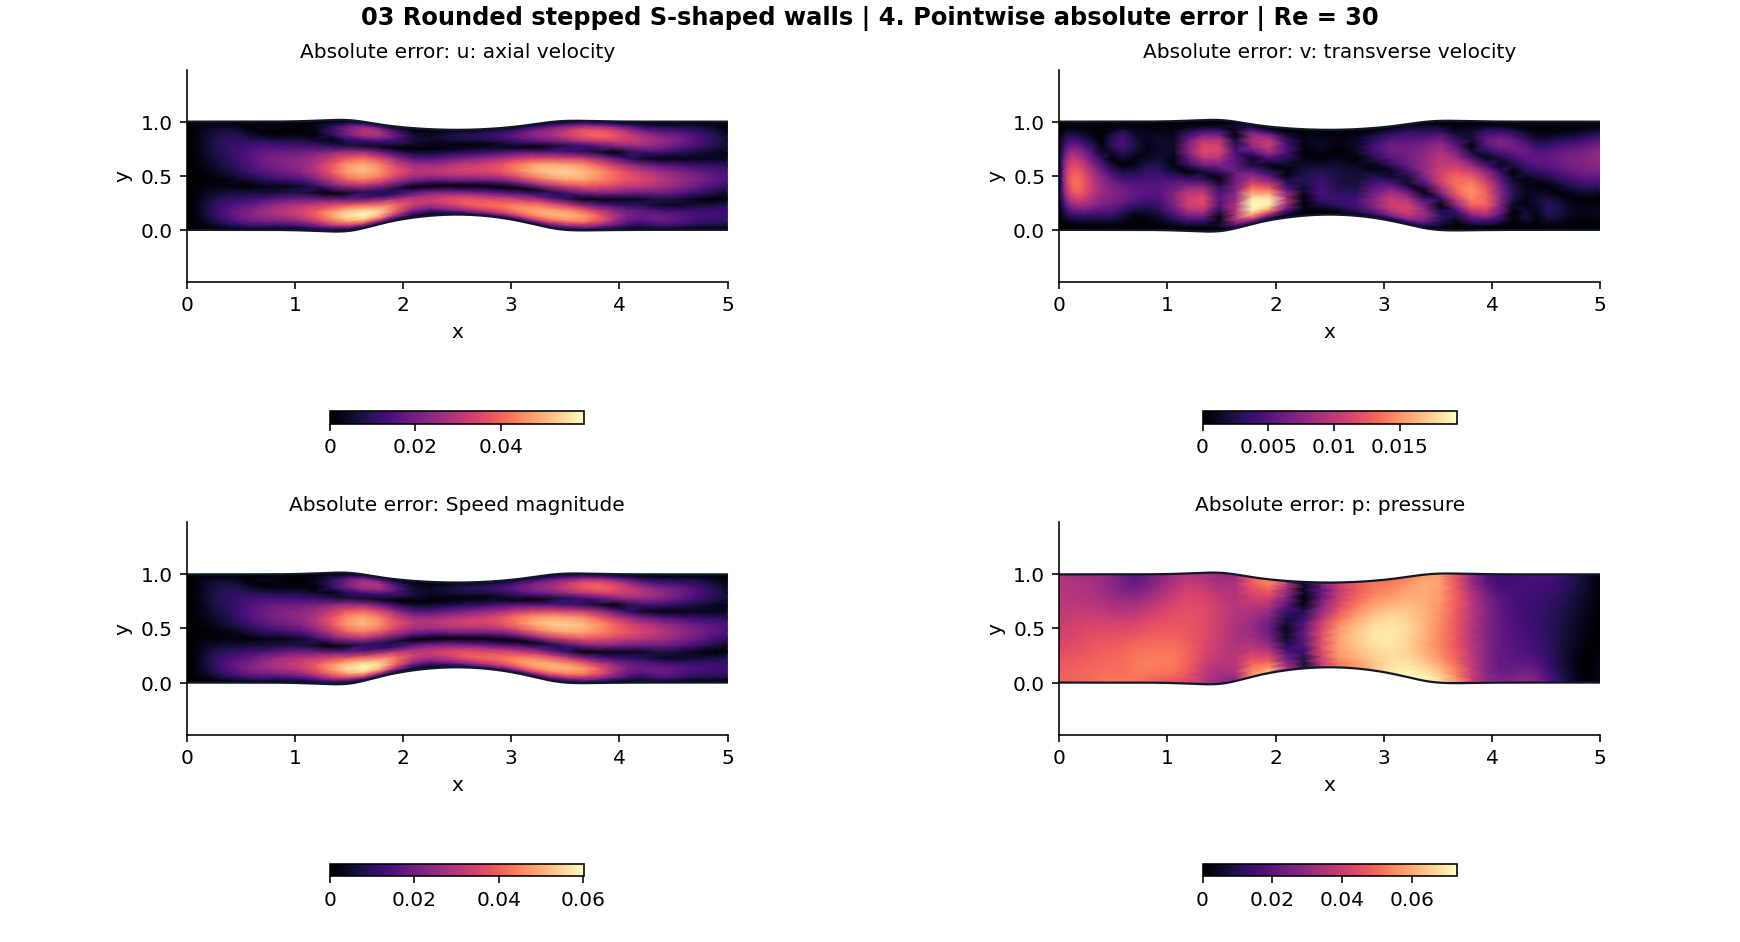 03 Rounded stepped S-shaped walls | 4. Pointwise absolute error | Re = 30
Absolute error: u: axial velocity
1.0
0.5
0.0
y
0 1 2 3 4 5
x
0 0.02 0.04
Absolute error: v: transverse velocity
1.0
0.5
0.0
y
0 1 2 3 4 5
x
0 0.005 0.01 0.015
Absolute error: Speed magnitude
1.0
0.5
0.0
y
0 1 2 3 4 5
x
0 0.02 0.04 0.06
Absolute error: p: pressure
1.0
0.5
0.0
y
0 1 2 3 4 5
x
0 0.02 0.04 0.06